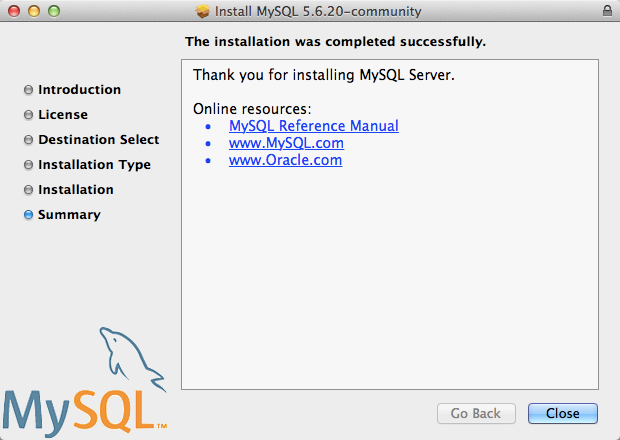 Install MySQL 5.6.20-community
The installation was completed successfully.
Introduction
License
Destination Select
Installation Type
Installation
Summary
Thank you for installing MySQL Server.
Online resources:
• MySQL Reference Manual
• www.MySQL.com
• www.Oracle.com
MySQL™
Go Back
Close